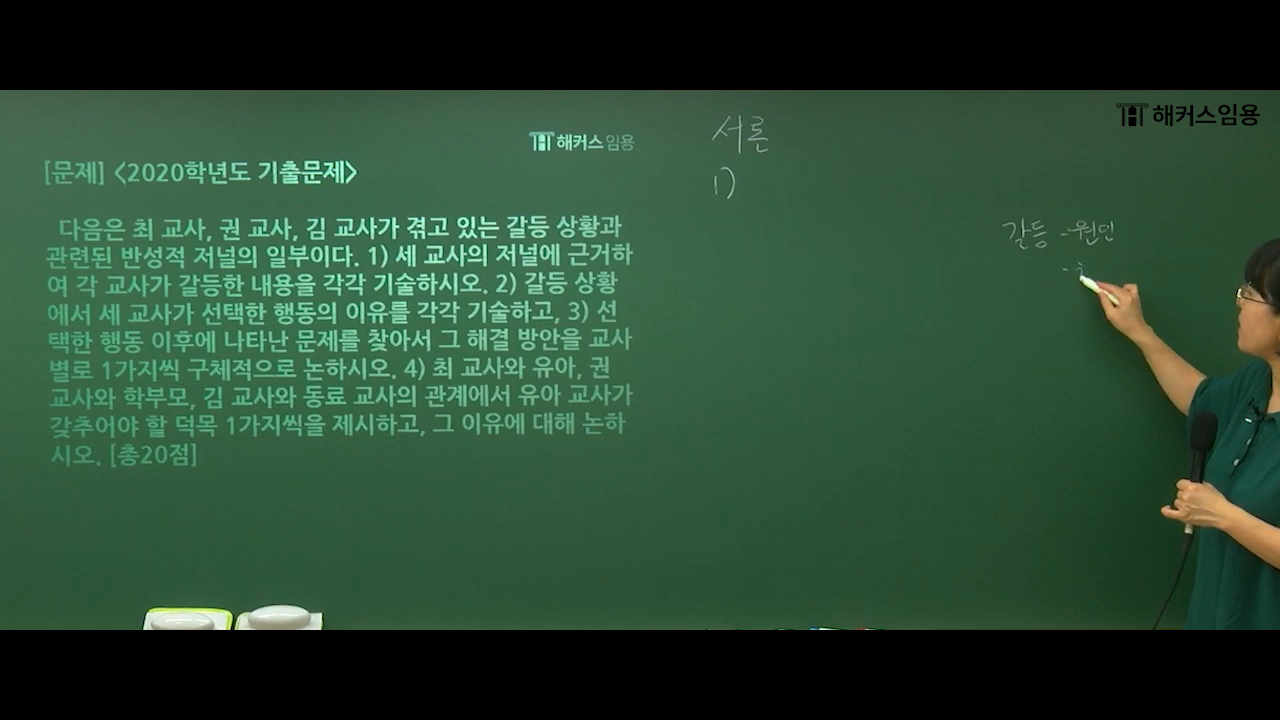 해커스임용
해커스임용
[문제] <2020학년도 기출문제>
다음은 최 교사, 권 교사, 김 교사가 겪고 있는 갈등 상황과
관련된 반성적 저널의 일부이다. 1) 세 교사의 저널에 근거하
여 각 교사가 갈등한 내용을 각각 기술하시오. 2) 갈등 상황
에서 세 교사가 선택한 행동의 이유를 각각 기술하고, 3) 선
택한 행동 이후에 나타난 문제를 찾아서 그 해결 방안을 교사
별로 1가지씩 구체적으로 논하시오. 4) 최 교사와 유아, 권
교사와 학부모, 김 교사와 동료 교사의 관계에서 유아 교사가
갖추어야 할 덕목 1가지씩을 제시하고, 그 이유에 대해 논하
시오. [총20점]
서론
1)
갈등 -원인
-